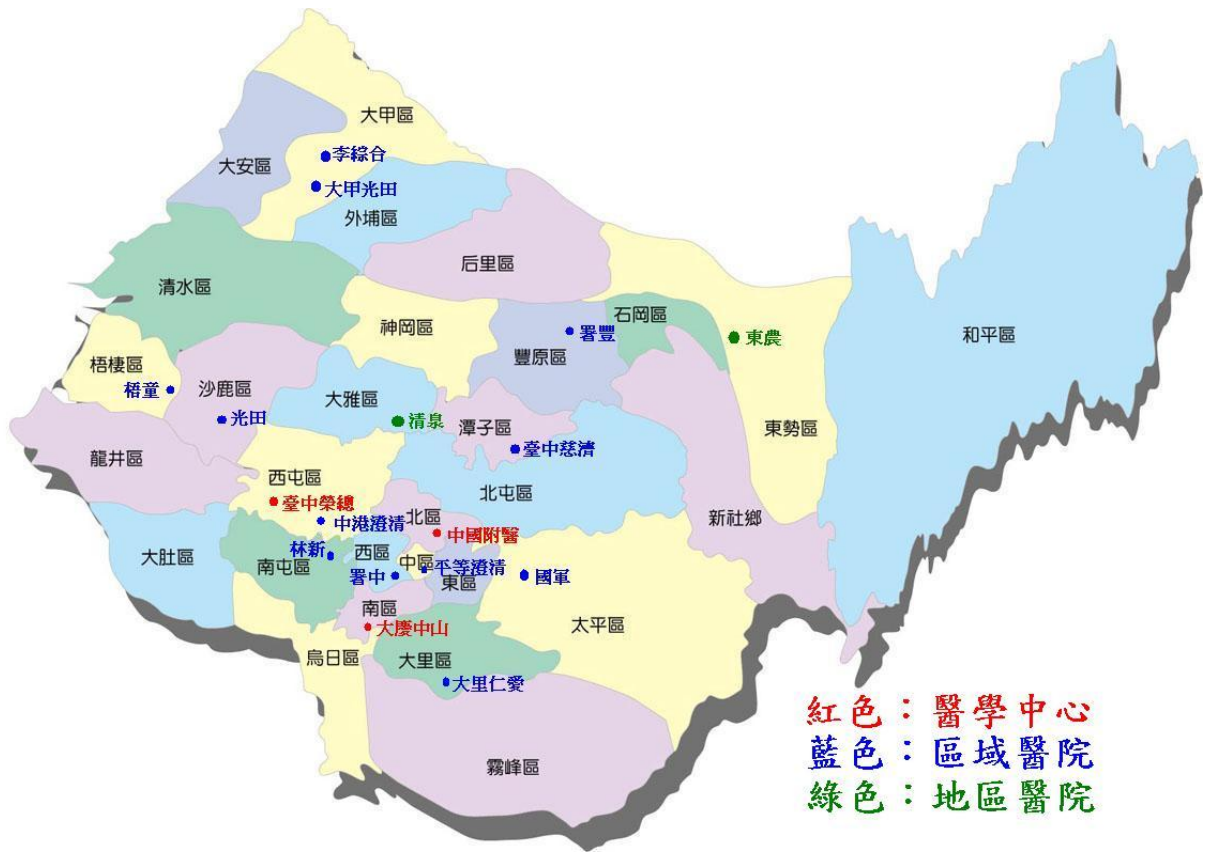 大甲區
李綜合
大安區
大甲光田
外埔區
后里區
清水區
石岡區
神岡區
署豐
東農
和平區
豐原區
梧棲區
梧童
沙鹿區
大雅區
光田
清泉
潭子區
東勢區
臺中慈濟
龍井區
西屯區
北屯區
臺中榮總
北區
新社鄉
中港澄清
中國附醫
林新
西區
大肚區
南屯區
中區
平等澄清
署中
東區
國軍
南區
大慶中山
太平區
烏日區
大里區
大里仁愛
霧峰區
紅色：醫學中心
藍色：區域醫院
綠色：地區醫院